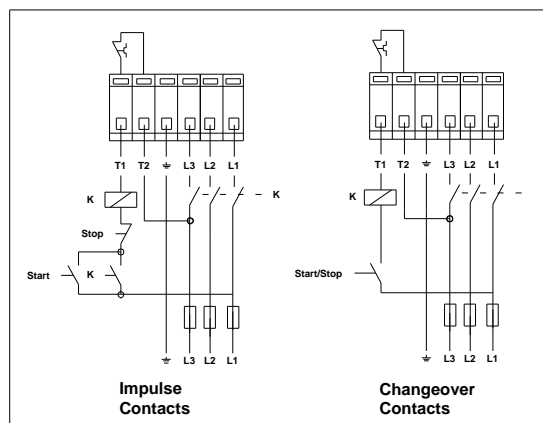 T1 T2 L3 L2 L1
K
K
Stop
Start
K
L3 L2 L1
Impulse
Contacts
T1 T2 L3 L2 L1
K
Start/Stop
L3 L2 L1
Changeover
Contacts